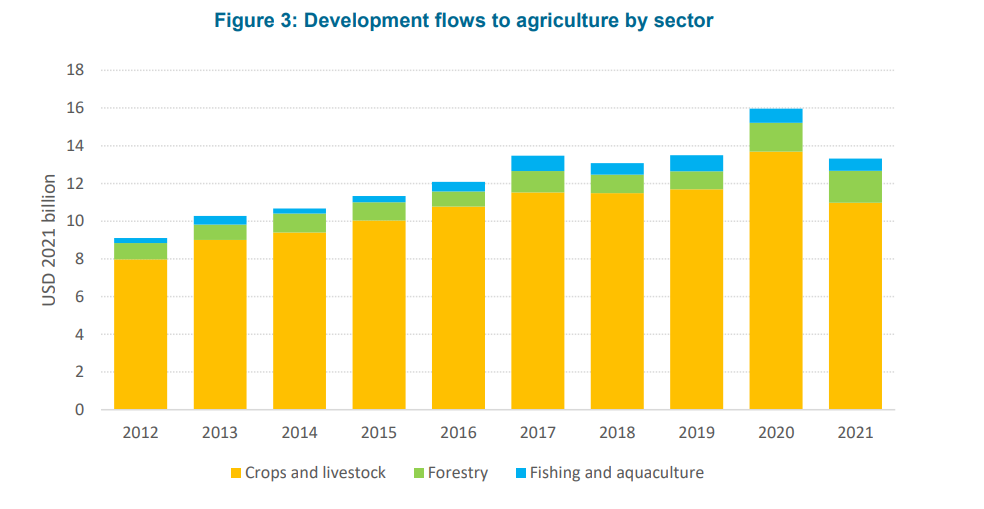 Figure 3: Development flows to agriculture by sector
USD 2021 billion
18
16
14
12
10
8
6
4
2
0
2012 2013 2014 2015 2016 2017 2018 2019 2020 2021
Crops and livestock Forestry Fishing and aquaculture